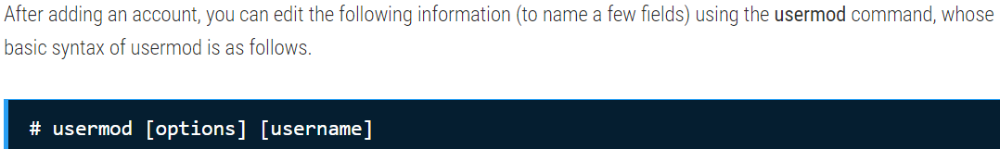 After adding an account, you can edit the following information (to name a few fields) using the usermod command, whose
basic syntax of usermod is as follows.
# usermod [options] [username]